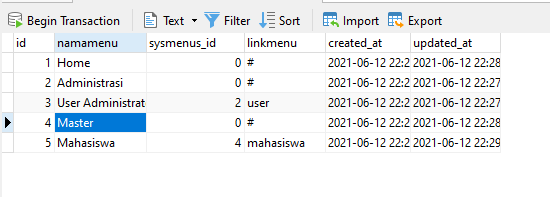 Begin Transaction Text Filter Sort Import Export
id namamenu sysmenus_id linkmenu created_at updated_at
1 Home 0 # 2021-06-12 22:2 2021-06-12 22:28
2 Administrasi 0 # 2021-06-12 22:2 2021-06-12 22:27
3 User Administrat 2 user 2021-06-12 22:2 2021-06-12 22:27
4 Master 0 # 2021-06-12 22:2 2021-06-12 22:28
5 Mahasiswa 4 mahasiswa 2021-06-12 22:2 2021-06-12 22:29